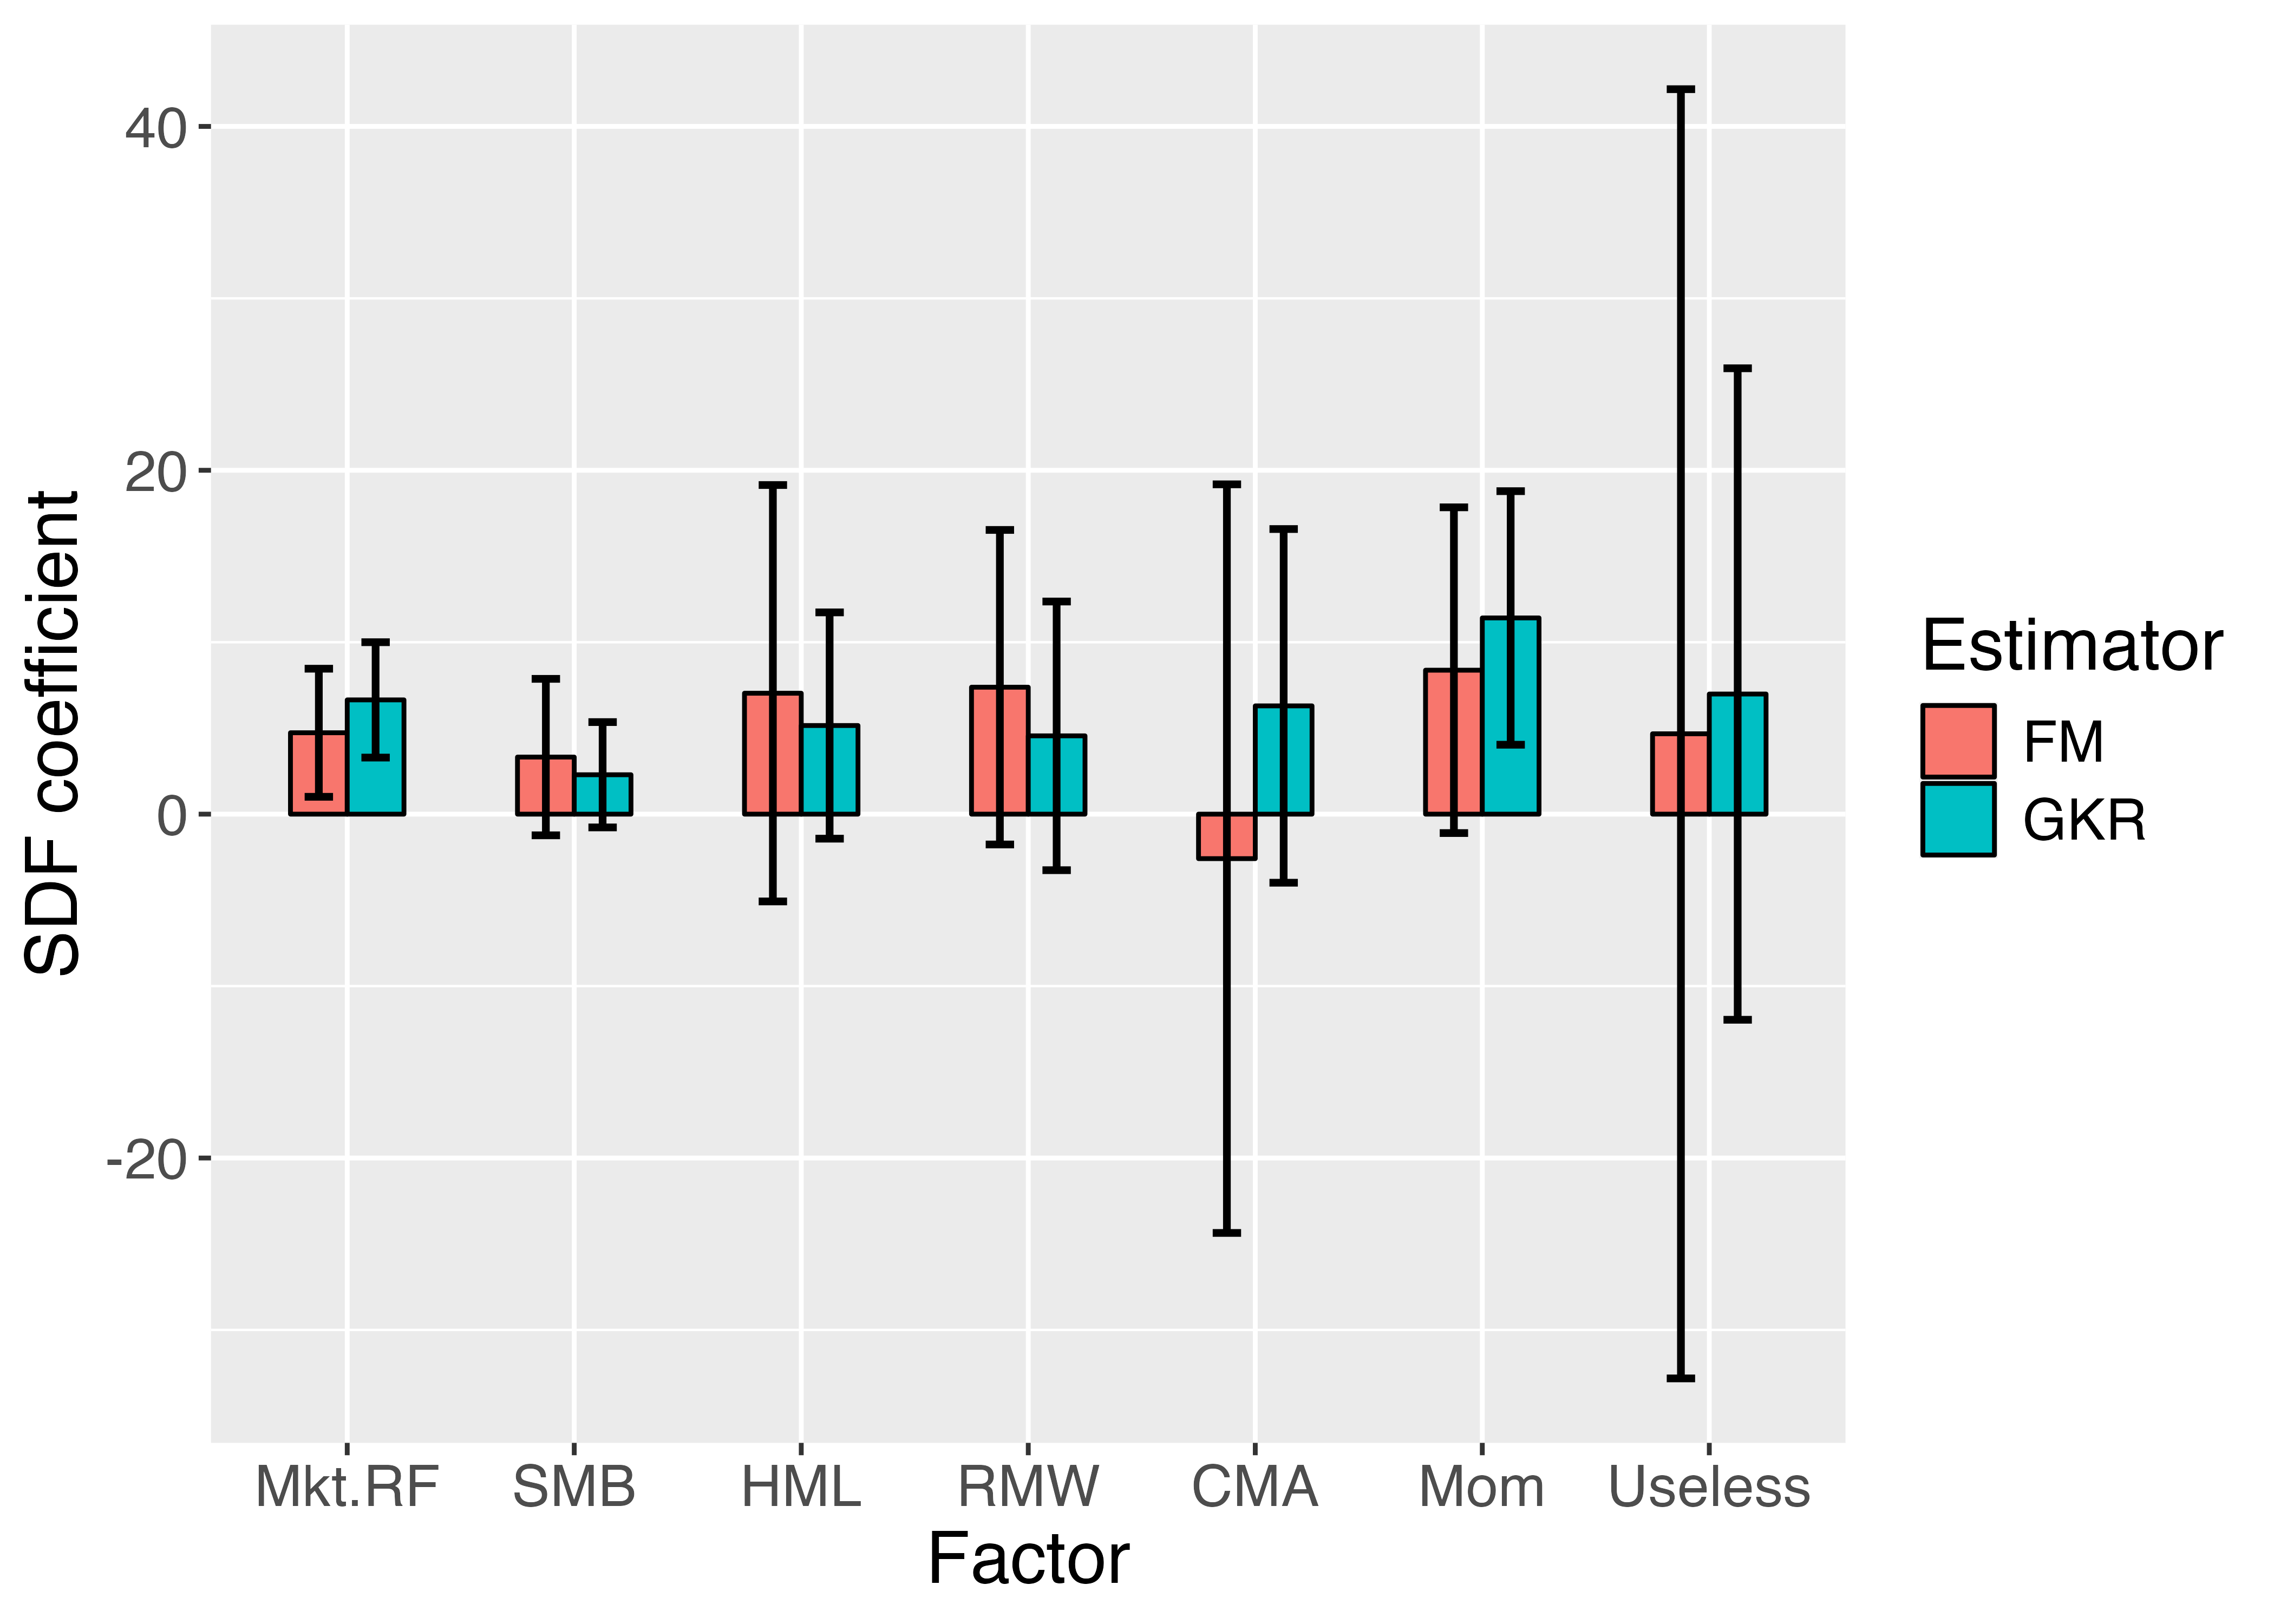 40
20
0
-20
SDF coefficient
Mkt.RF SMB HML RMW CMA Mom Useless
Factor
Estimator
FM
GKR